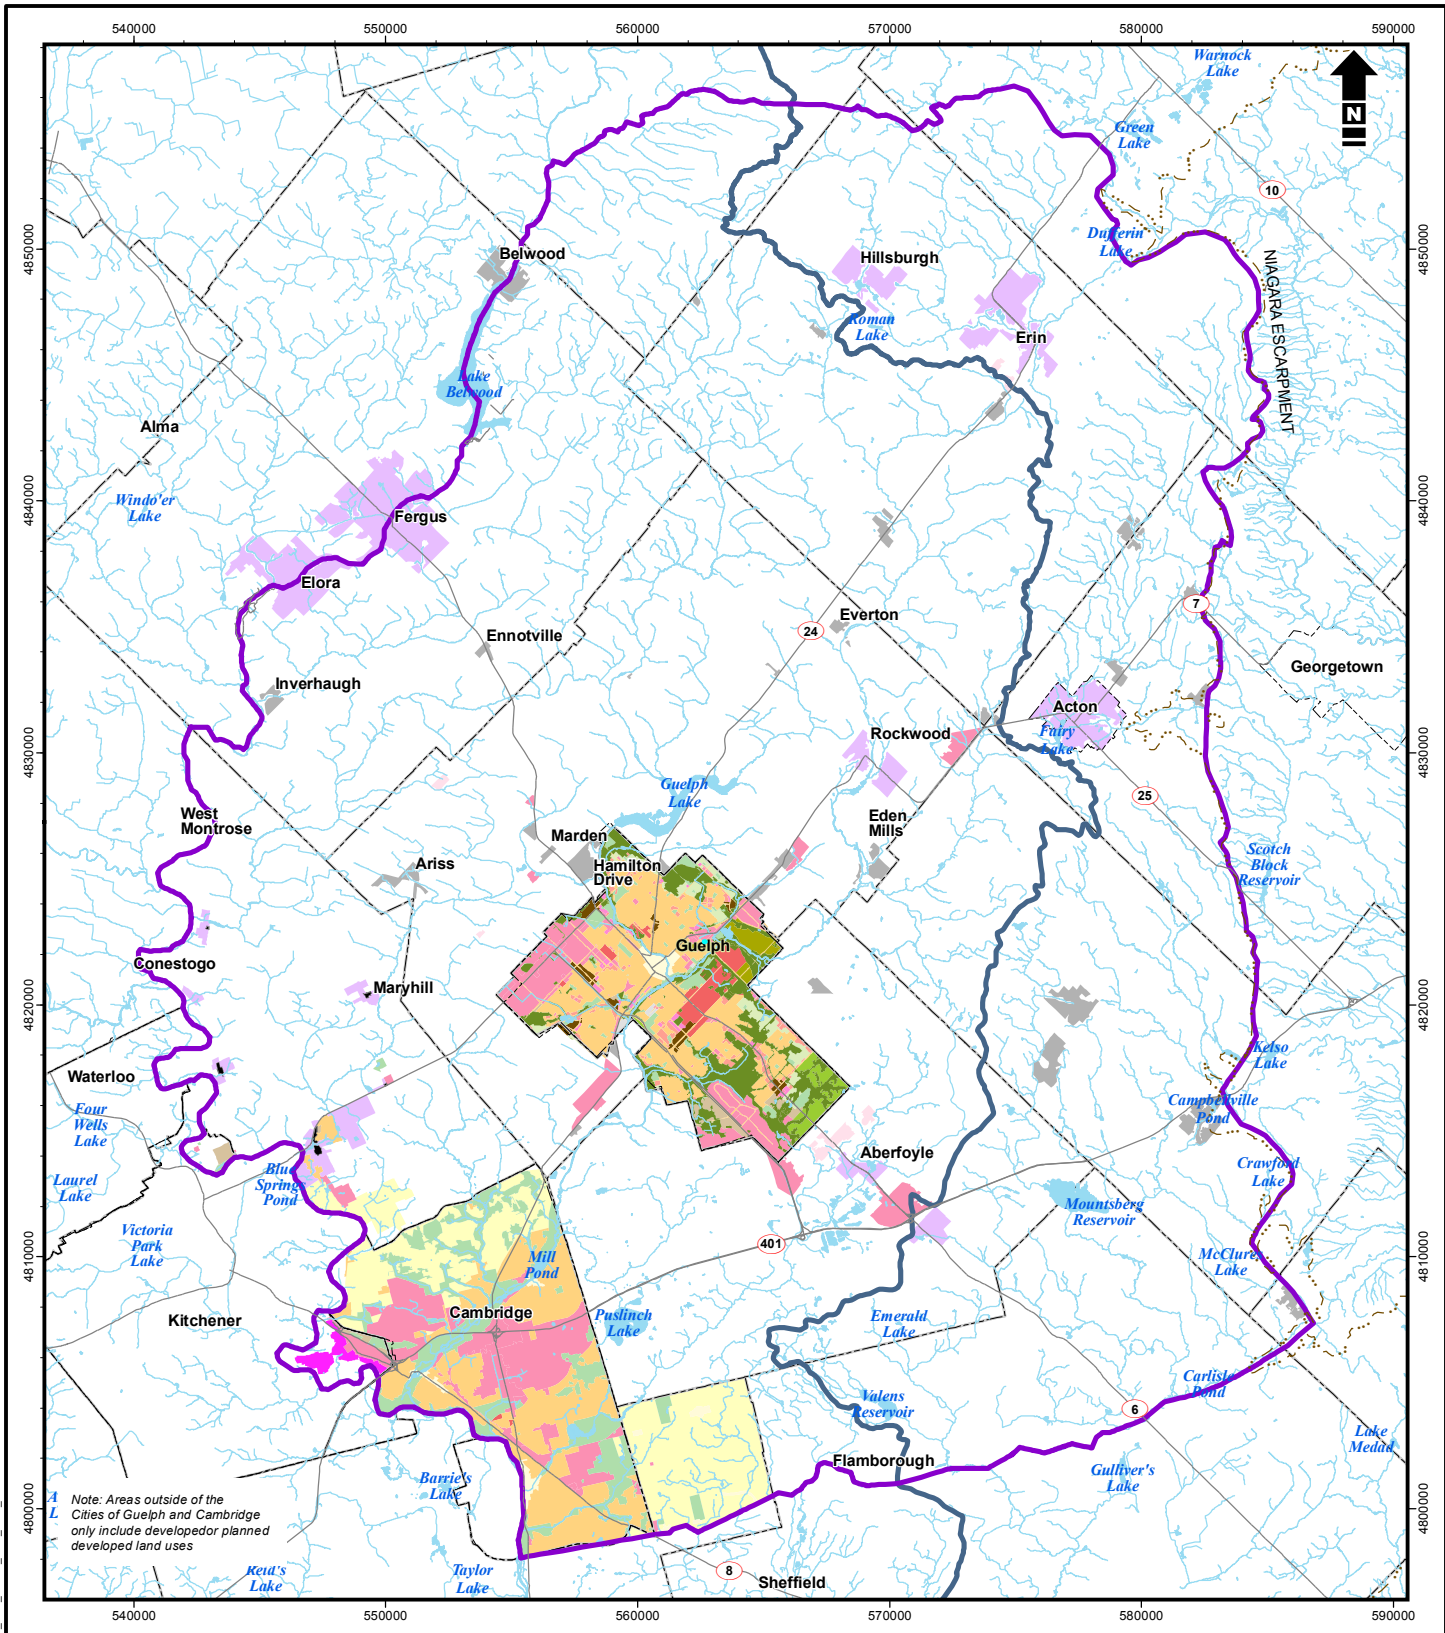 540000 550000 560000 570000 580000 590000
Warnock
Lake
N
Green
Lake
10
4850000
4850000
Dufferin
Lake
NIAGARA ESCARPMENT
Belwood
Hillsburgh
Roman
Lake
Erin
Lake
Belwood
Alma
4840000
4840000
Windo'er
Lake
Fergus
Elora
7
Everton
24
Ennotville
Georgetown
Inverhaugh
Acton
Fairy
Lake
Rockwood
4830000
4830000
Guelph
Lake
25
West
Montrose
Eden
Mills
Marden
Hamilton
Drive
Ariss
Scotch
Block
Reservoir
Guelph
Conestogo
Maryhill
4820000
4820000
Kelso
Lake
Waterloo
Four
Wells
Lake
Campbellville
Pond
Aberfoyle
Crawford
Lake
Blue
Springs
Pond
Laurel
Lake
Mountsberg
Reservoir
Victoria
Park
Lake
401
4810000
4810000
Mill
Pond
McClure
Lake
Kitchener
Cambridge
Puslinch
Lake
Emerald
Lake
Carlisle
Pond
Valens
Reservoir
6
Lake
Medad
Flamborough
Gulliver's
Lake
Barrie's
Lake
4800000
4800000
A
L
Note: Areas outside of the
Cities of Guelph and Cambridge
only include developedor planned
developed land uses
Reid's
Lake
Taylor
Lake
8
Sheffield
540000 550000 560000 570000 580000 590000